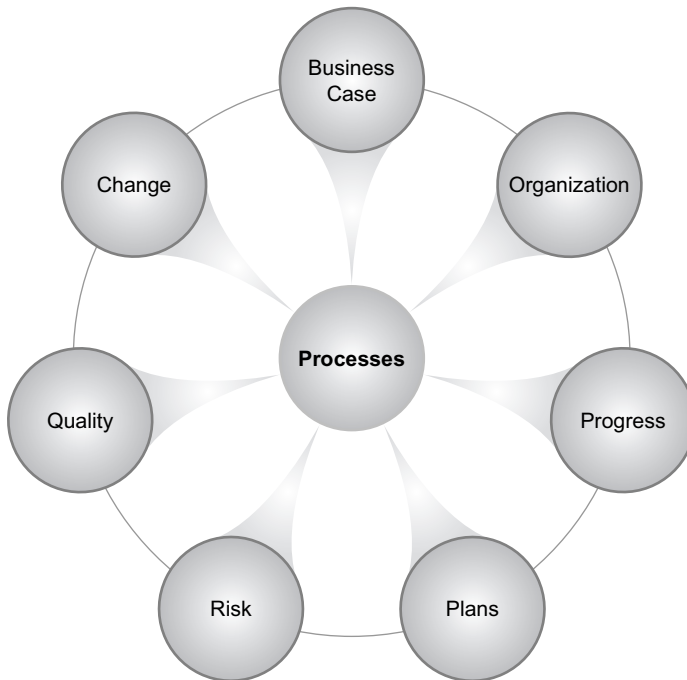 Business
Case
Change
Organization
Processes
Quality
Progress
Risk
Plans